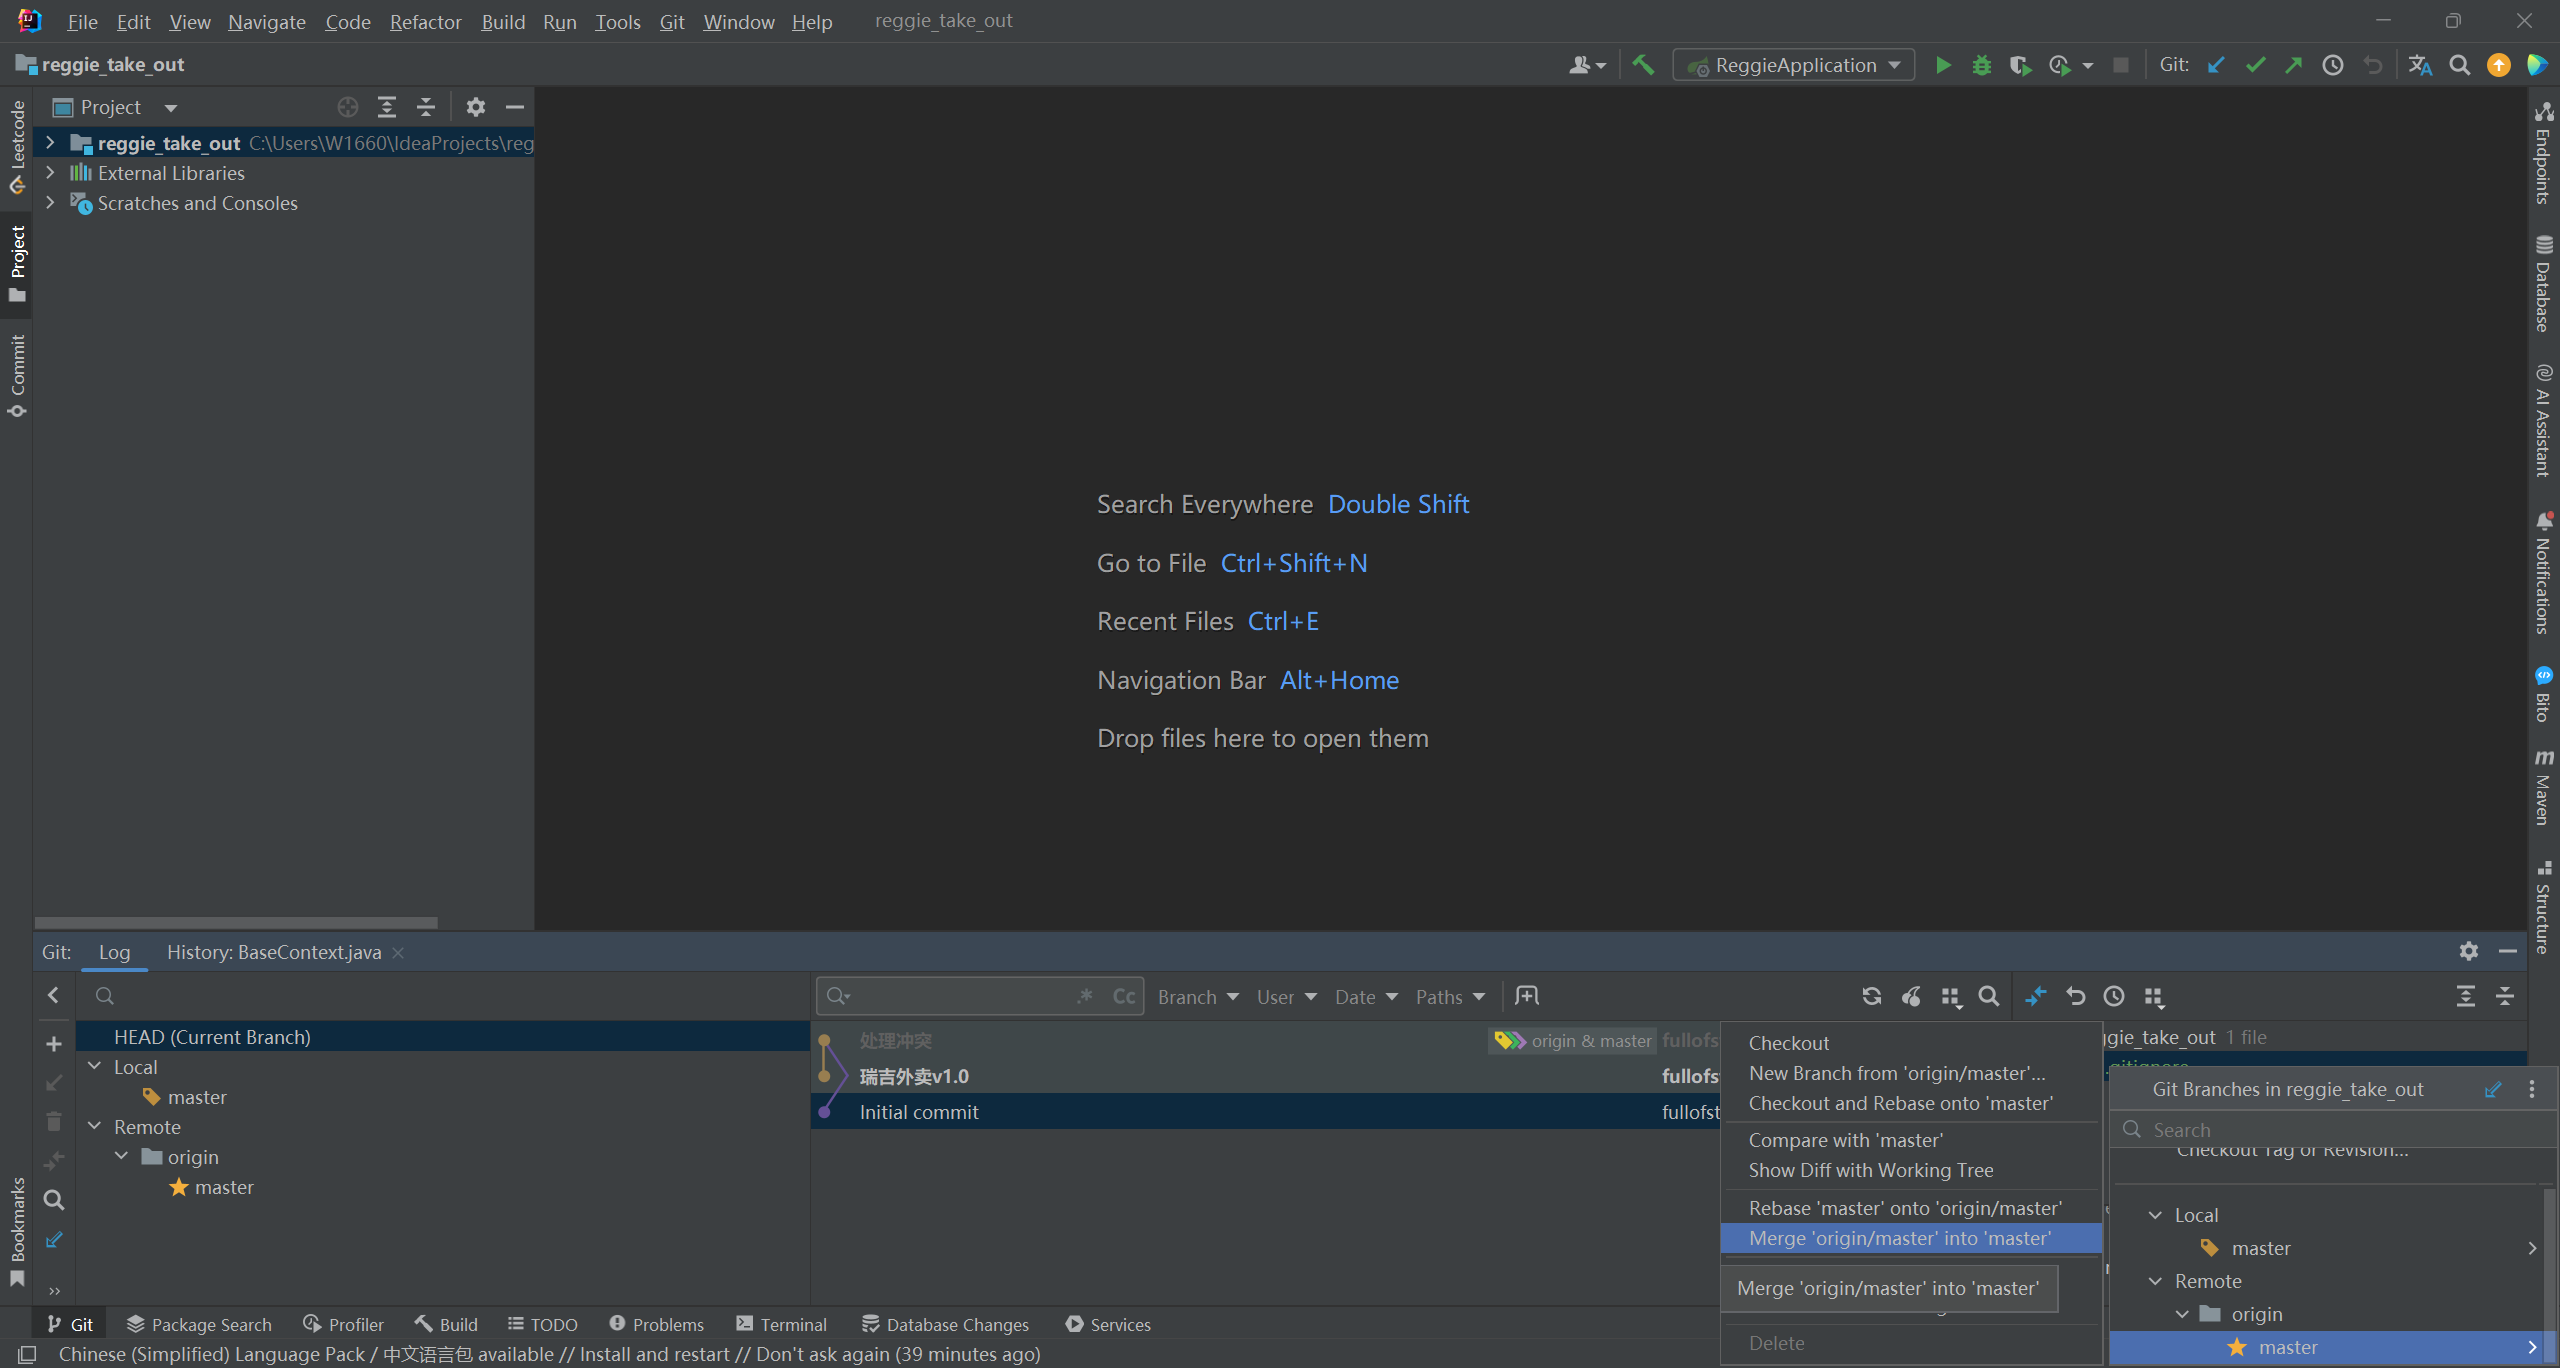 File Edit View Navigate Code Refactor Build Run Tools Git Window Help reggie_take_out
reggie_take_out
ReggieApplication
Git:
Project
reggie_take_out C:\Users\W1660\IdeaProjects\reg
External Libraries
Scratches and Consoles
Leetcode
Project
Commit
Bookmarks
Search Everywhere Double Shift
Go to File Ctrl+Shift+N
Recent Files Ctrl+E
Navigation Bar Alt+Home
Drop files here to open them
Endpoints
Database
AI Assistant
Notifications
Bito
Maven
Structure
Git: Log History: BaseContext.java
.* Cc Branch User Date Paths
HEAD (Current Branch)
Local
master
Remote
origin
master
处理冲突 origin & master fullofs
瑞吉外卖v1.0 fullofs
Initial commit fullofst
Checkout
New Branch from 'origin/master'...
Checkout and Rebase onto 'master'
Compare with 'master'
Show Diff with Working Tree
Rebase 'master' onto 'origin/master'
Merge 'origin/master' into 'master'
Merge 'origin/master' into 'master'
Delete
ggie_take_out 1 file
.gitignore
Git Branches in reggie_take_out
Search
Checkout Tag or Revision...
Local
master
Remote
origin
master
Git Package Search Profiler Build TODO Problems Terminal Database Changes Services
Chinese (Simplified) Language Pack / 中文语言包 available // Install and restart // Don't ask again (39 minutes ago)